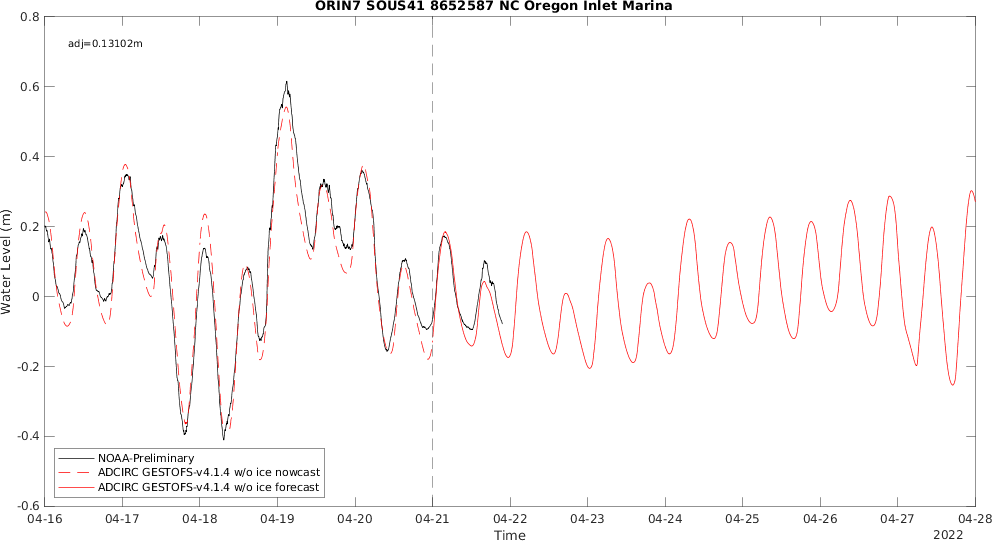 ORIN7 SOUS41 8652587 NC Oregon Inlet Marina
adj=0.13102m
0.8
0.6
0.4
0.2
0
-0.2
-0.4
-0.6
Water Level (m)
NOAA-Preliminary
ADCIRC GESTOFS-v4.1.4 w/o ice nowcast
ADCIRC GESTOFS-v4.1.4 w/o ice forecast
04-16 04-17 04-18 04-19 04-20 04-21 04-22 04-23 04-24 04-25 04-26 04-27 04-28
Time
2022